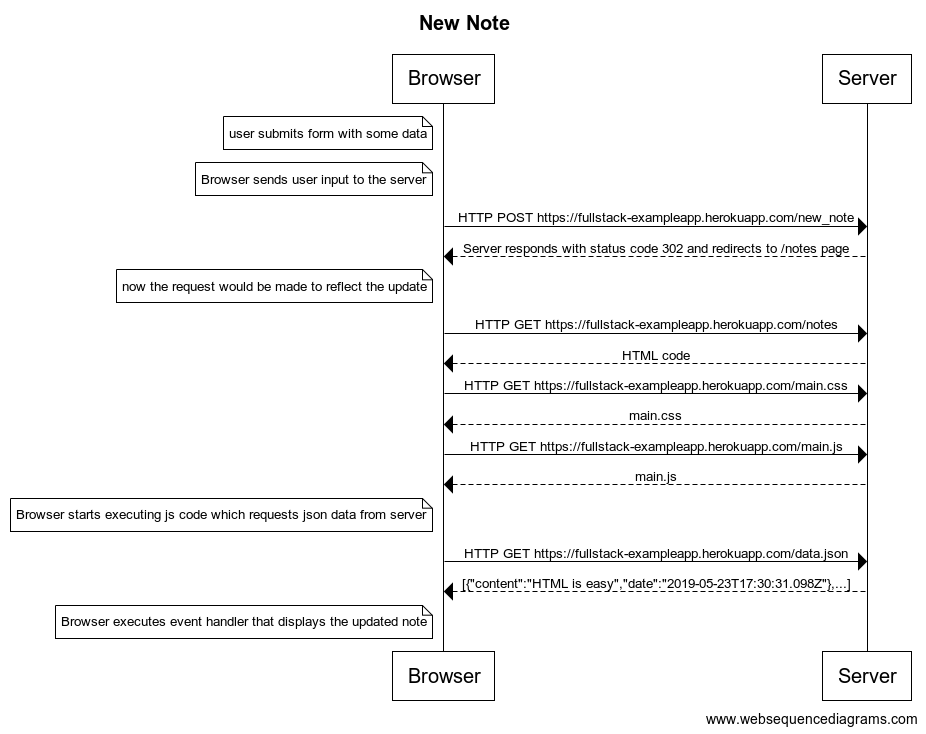 New Note
Browser
Server
user submits form with some data
Browser sends user input to the server
HTTP POST https://fullstack-exampleapp.herokuapp.com/new_note
Server responds with status code 302 and redirects to /notes page
now the request would be made to reflect the update
HTTP GET https://fullstack-exampleapp.herokuapp.com/notes
HTML code
HTTP GET https://fullstack-exampleapp.herokuapp.com/main.css
main.css
HTTP GET https://fullstack-exampleapp.herokuapp.com/main.js
main.js
Browser starts executing js code which requests json data from server
HTTP GET https://fullstack-exampleapp.herokuapp.com/data.json
[{"content":"HTML is easy","date":"2019-05-23T17:30:31.098Z"},...]
Browser executes event handler that displays the updated note
Browser
Server
www.websequencediagrams.com